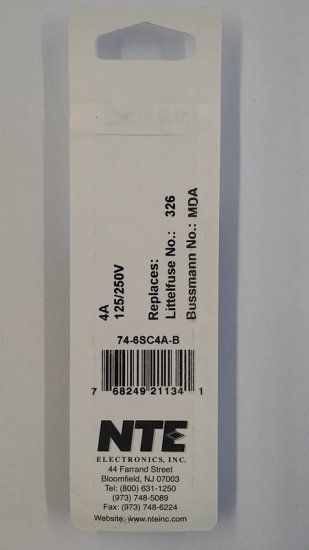 4A
125/250V
Replaces:
Littelfuse No.: 326
Bussmann No.: MDA
74-6SC4A-B
7 68249 21134 1
NTE
ELECTRONICS, INC.
44 Farrand Street
Bloomfield, NJ 07003
Tel: (800) 631-1250
(973) 748-5089
Fax: (973) 748-6224
Website: www.nteinc.com